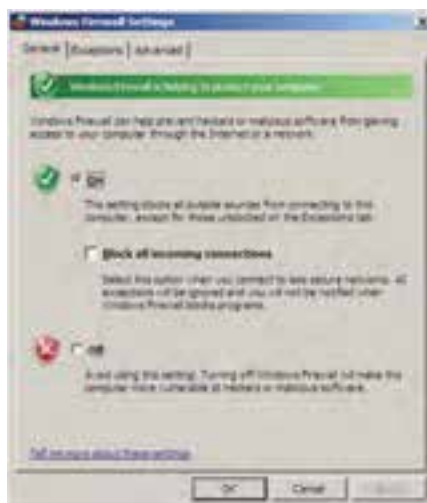 Windows Firewall Settings
General Exceptions Advanced
Windows Firewall is helping to protect your computer
Windows Firewall can help prevent hackers or malicious software from gaining
access to your computer through the Internet or a network.
On
This setting blocks all outside sources from connecting to this
computer, except for those unblocked on the Exceptions tab.
Block all incoming connections
Select this option when you connect to less secure networks. All
exceptions will be ignored and you will not be notified when
Windows Firewall blocks programs.
Off
Avoid using this setting. Turning off Windows Firewall will make this
computer more vulnerable to hackers or malicious software.
Tell me more about these settings
OK Cancel